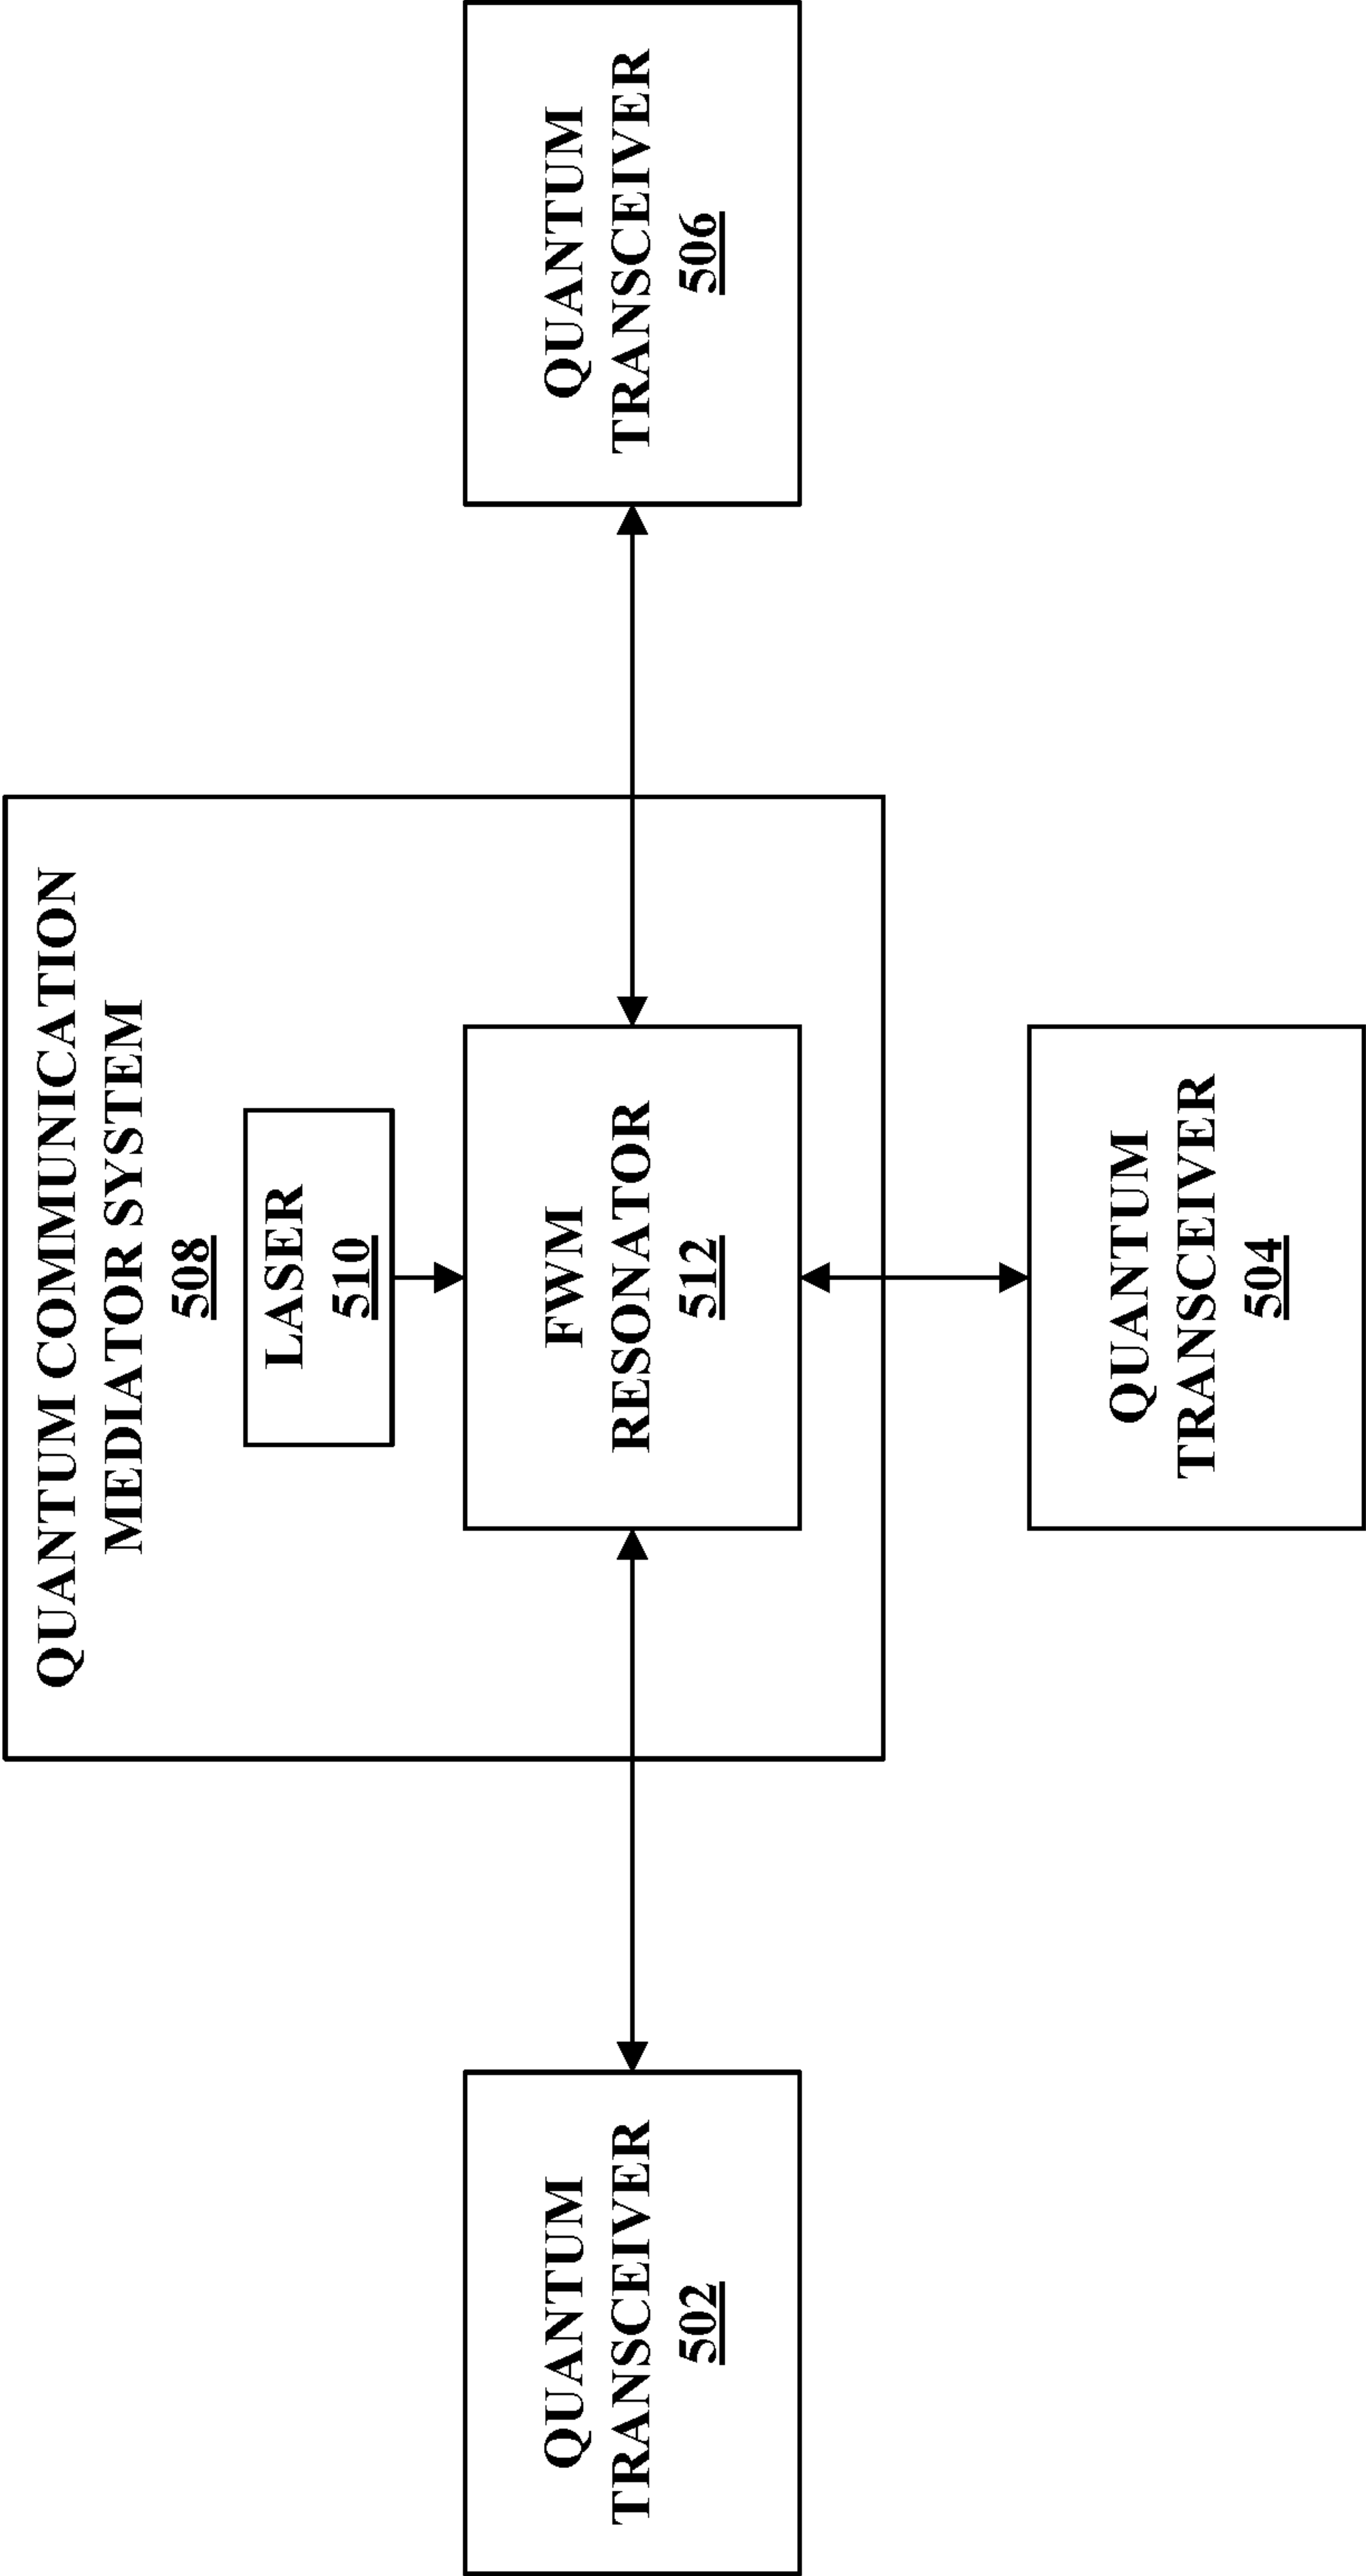 QUANTUM COMMUNICATION
MEDIATOR SYSTEM
508
LASER
510
QUANTUM
TRANSCEIVER
502
FWM
RESONATOR
512
QUANTUM
TRANSCEIVER
506
QUANTUM
TRANSCEIVER
504